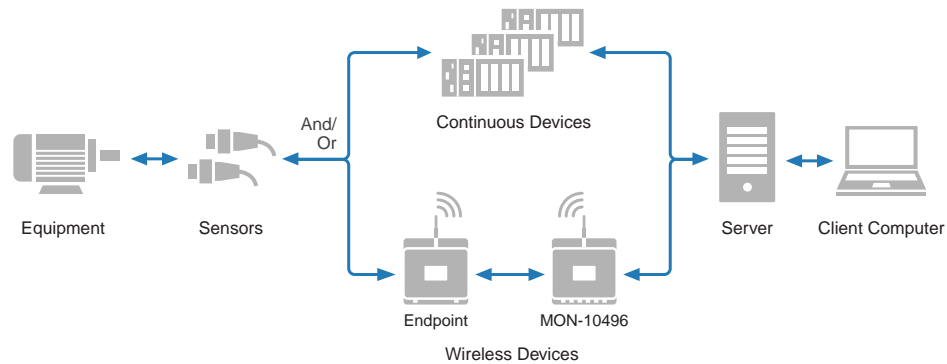 And/
Or
Continuous Devices
Equipment
Sensors
Server
Client Computer
Endpoint
MON-10496
Wireless Devices